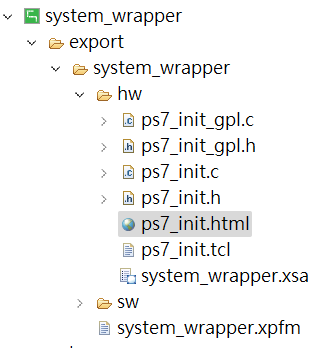 system_wrapper
export
system_wrapper
hw
ps7_init_gpl.c
ps7_init_gpl.h
ps7_init.c
ps7_init.h
ps7_init.html
ps7_init.tcl
system_wrapper.xsa
sw
system_wrapper.xpfm